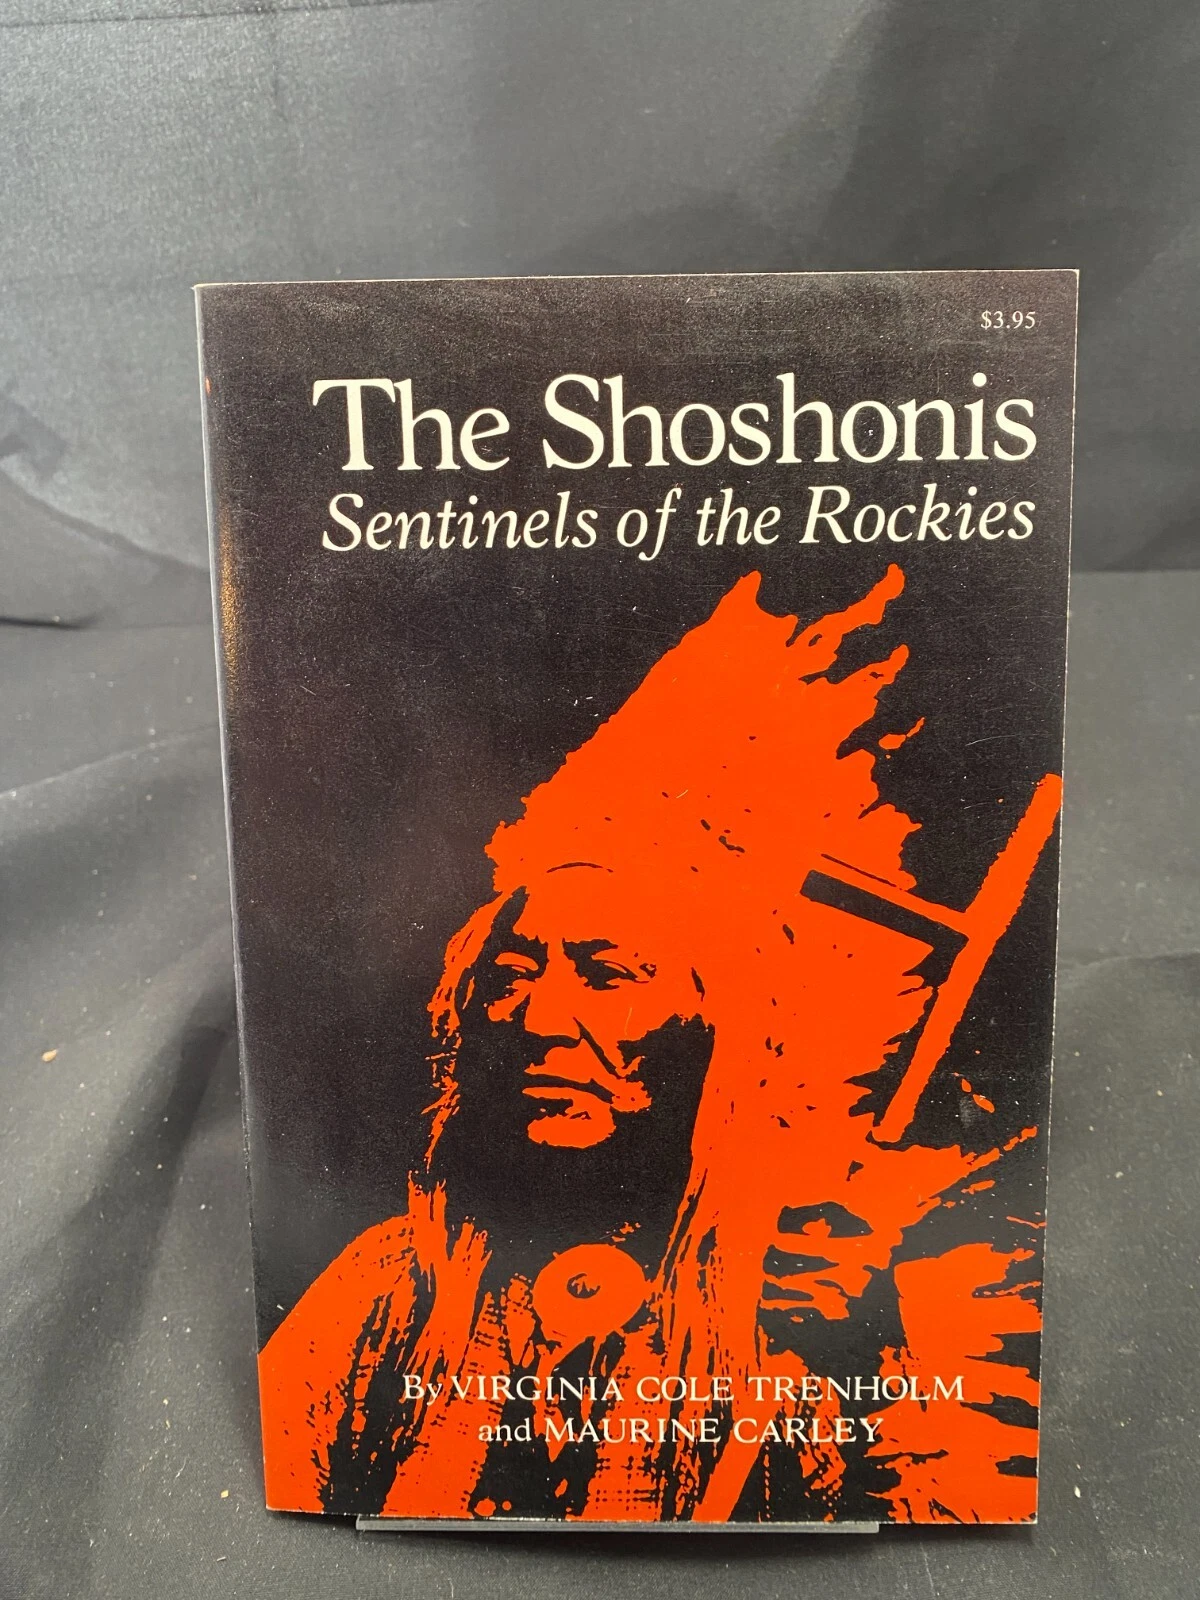 $3.95
The Shoshonis
Sentinels of the Rockies
By VIRGINIA COLE TRENHOLM
and MAURINE CARLEY